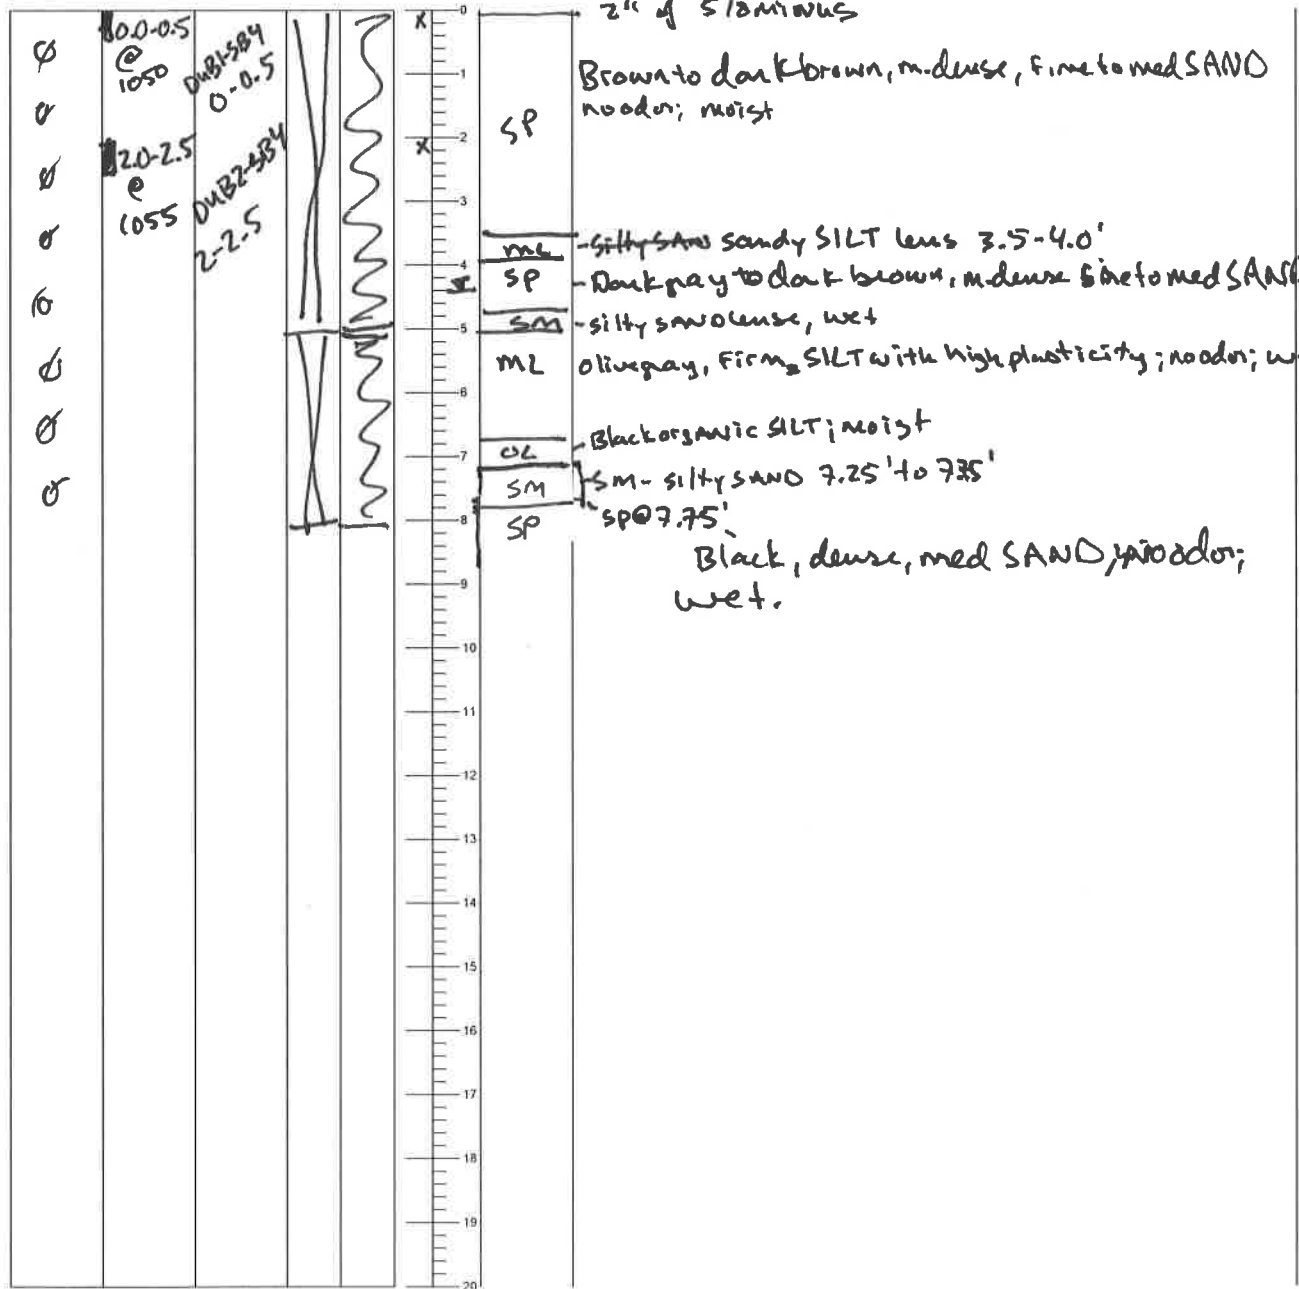 2" of 5/8 minus
Ø 0.0-0.5 @ 1050 DUB1-SB4 0-0.5
Brown to dark brown, m.dense, fine to med SAND
no odor; moist
SP
Ø
Ø 2.0-2.5 @ 1055 DUB2-SB4 2-2.5
Ø
Ø
Ø
Ø
Ø
x
x
0
1
2
3
4
5
6
7
8
9
10
11
12
13
14
15
16
17
18
19
20
ML - silty SAND sandy SILT lens 3.5-4.0'
SP - Dark gray to dark brown, m.dense fine to med SAND
SM - silty SAND lense, wet
ML olive gray, Firm, SILT with high plasticity; no odor; w
OL Black organic SILT; moist
SM SM- silty SAND 7.25' to
SP SP@7.75'
Black, dense, med SAND, no odor;
wet.